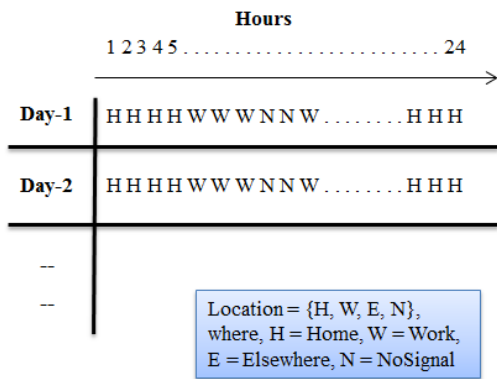 Hours
1 2 3 4 5 . . . . . . . . . . . . . . . . . . . . . . . . . . 24
Day-1 H H H H W W W N N W . . . . . . . . H H H
Day-2 H H H H W W W N N W . . . . . . . . H H H
--
--
Location = {H, W, E, N},
where, H = Home, W = Work,
E = Elsewhere, N = NoSignal